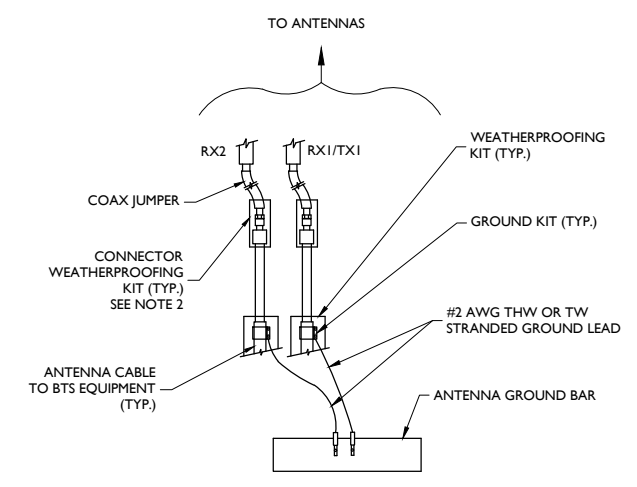 TO ANTENNAS
RX2
RX1/TX1
WEATHERPROOFING
KIT (TYP.)
COAX JUMPER
GROUND KIT (TYP.)
CONNECTOR
WEATHERPROOFING
KIT (TYP.)
SEE NOTE 2
#2 AWG THW OR TW
STRANDED GROUND LEAD
ANTENNA CABLE
TO BTS EQUIPMENT
(TYP.)
ANTENNA GROUND BAR